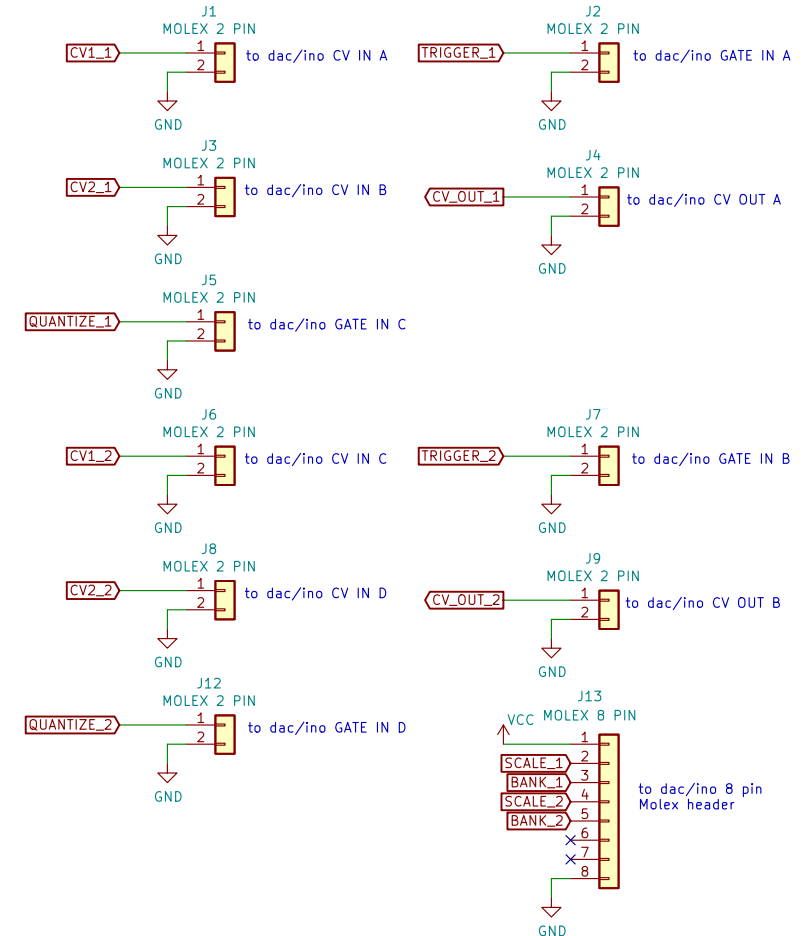 J1
MOLEX 2 PIN
CV1_1
1
2
to dac/ino CV IN A
GND
J2
MOLEX 2 PIN
TRIGGER_1
1
2
to dac/ino GATE IN A
GND
J3
MOLEX 2 PIN
CV2_1
1
2
to dac/ino CV IN B
GND
J4
MOLEX 2 PIN
CV_OUT_1
1
2
to dac/ino CV OUT A
GND
J5
MOLEX 2 PIN
QUANTIZE_1
1
2
to dac/ino GATE IN C
GND
J6
MOLEX 2 PIN
CV1_2
1
2
to dac/ino CV IN C
GND
J7
MOLEX 2 PIN
TRIGGER_2
1
2
to dac/ino GATE IN B
GND
J8
MOLEX 2 PIN
CV2_2
1
2
to dac/ino CV IN D
GND
J9
MOLEX 2 PIN
CV_OUT_2
1
2
to dac/ino CV OUT B
GND
J12
MOLEX 2 PIN
QUANTIZE_2
1
2
to dac/ino GATE IN D
GND
J13
MOLEX 8 PIN
VCC
1
SCALE_1 2
BANK_1 3
SCALE_2 4
BANK_2 5
6
7
8
to dac/ino 8 pin
Molex header
GND